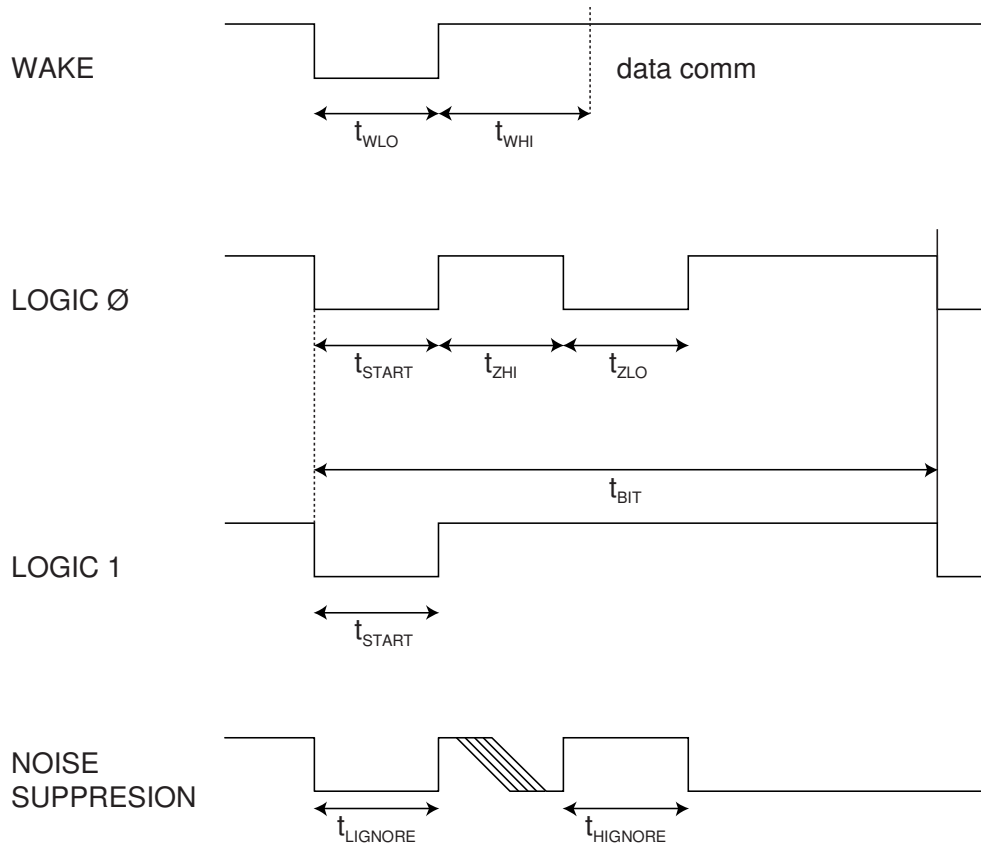 WAKE
data comm
tWLO
tWHI
LOGIC Ø
tSTART
tZHI
tZLO
tBIT
LOGIC 1
tSTART
NOISE
SUPPRESION
tLIGNORE
tHIGNORE